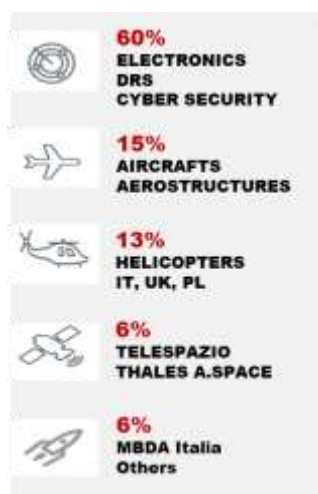 60%
ELECTRONICS
DRS
CYBER SECURITY
15%
AIRCRAFTS
AEROSTRUCTURES
13%
HELICOPTERS
IT, UK, PL
6%
TELESPAZIO
THALES A.SPACE
6%
MBDA Italia
Others